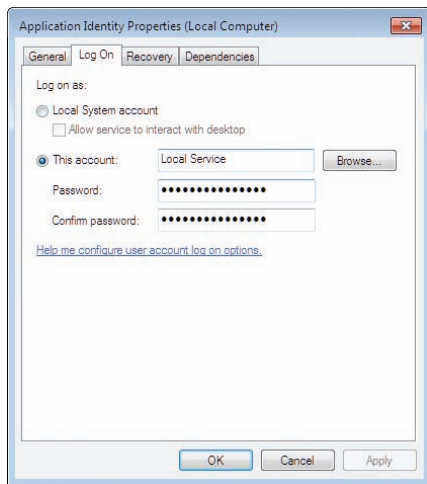 Application Identity Properties (Local Computer)
General Log On Recovery Dependencies
Log on as:
Local System account
Allow service to interact with desktop
This account: Local Service Browse...
Password: •••••••••••••••
Confirm password: •••••••••••••••
Help me configure user account log on options.
OK Cancel Apply